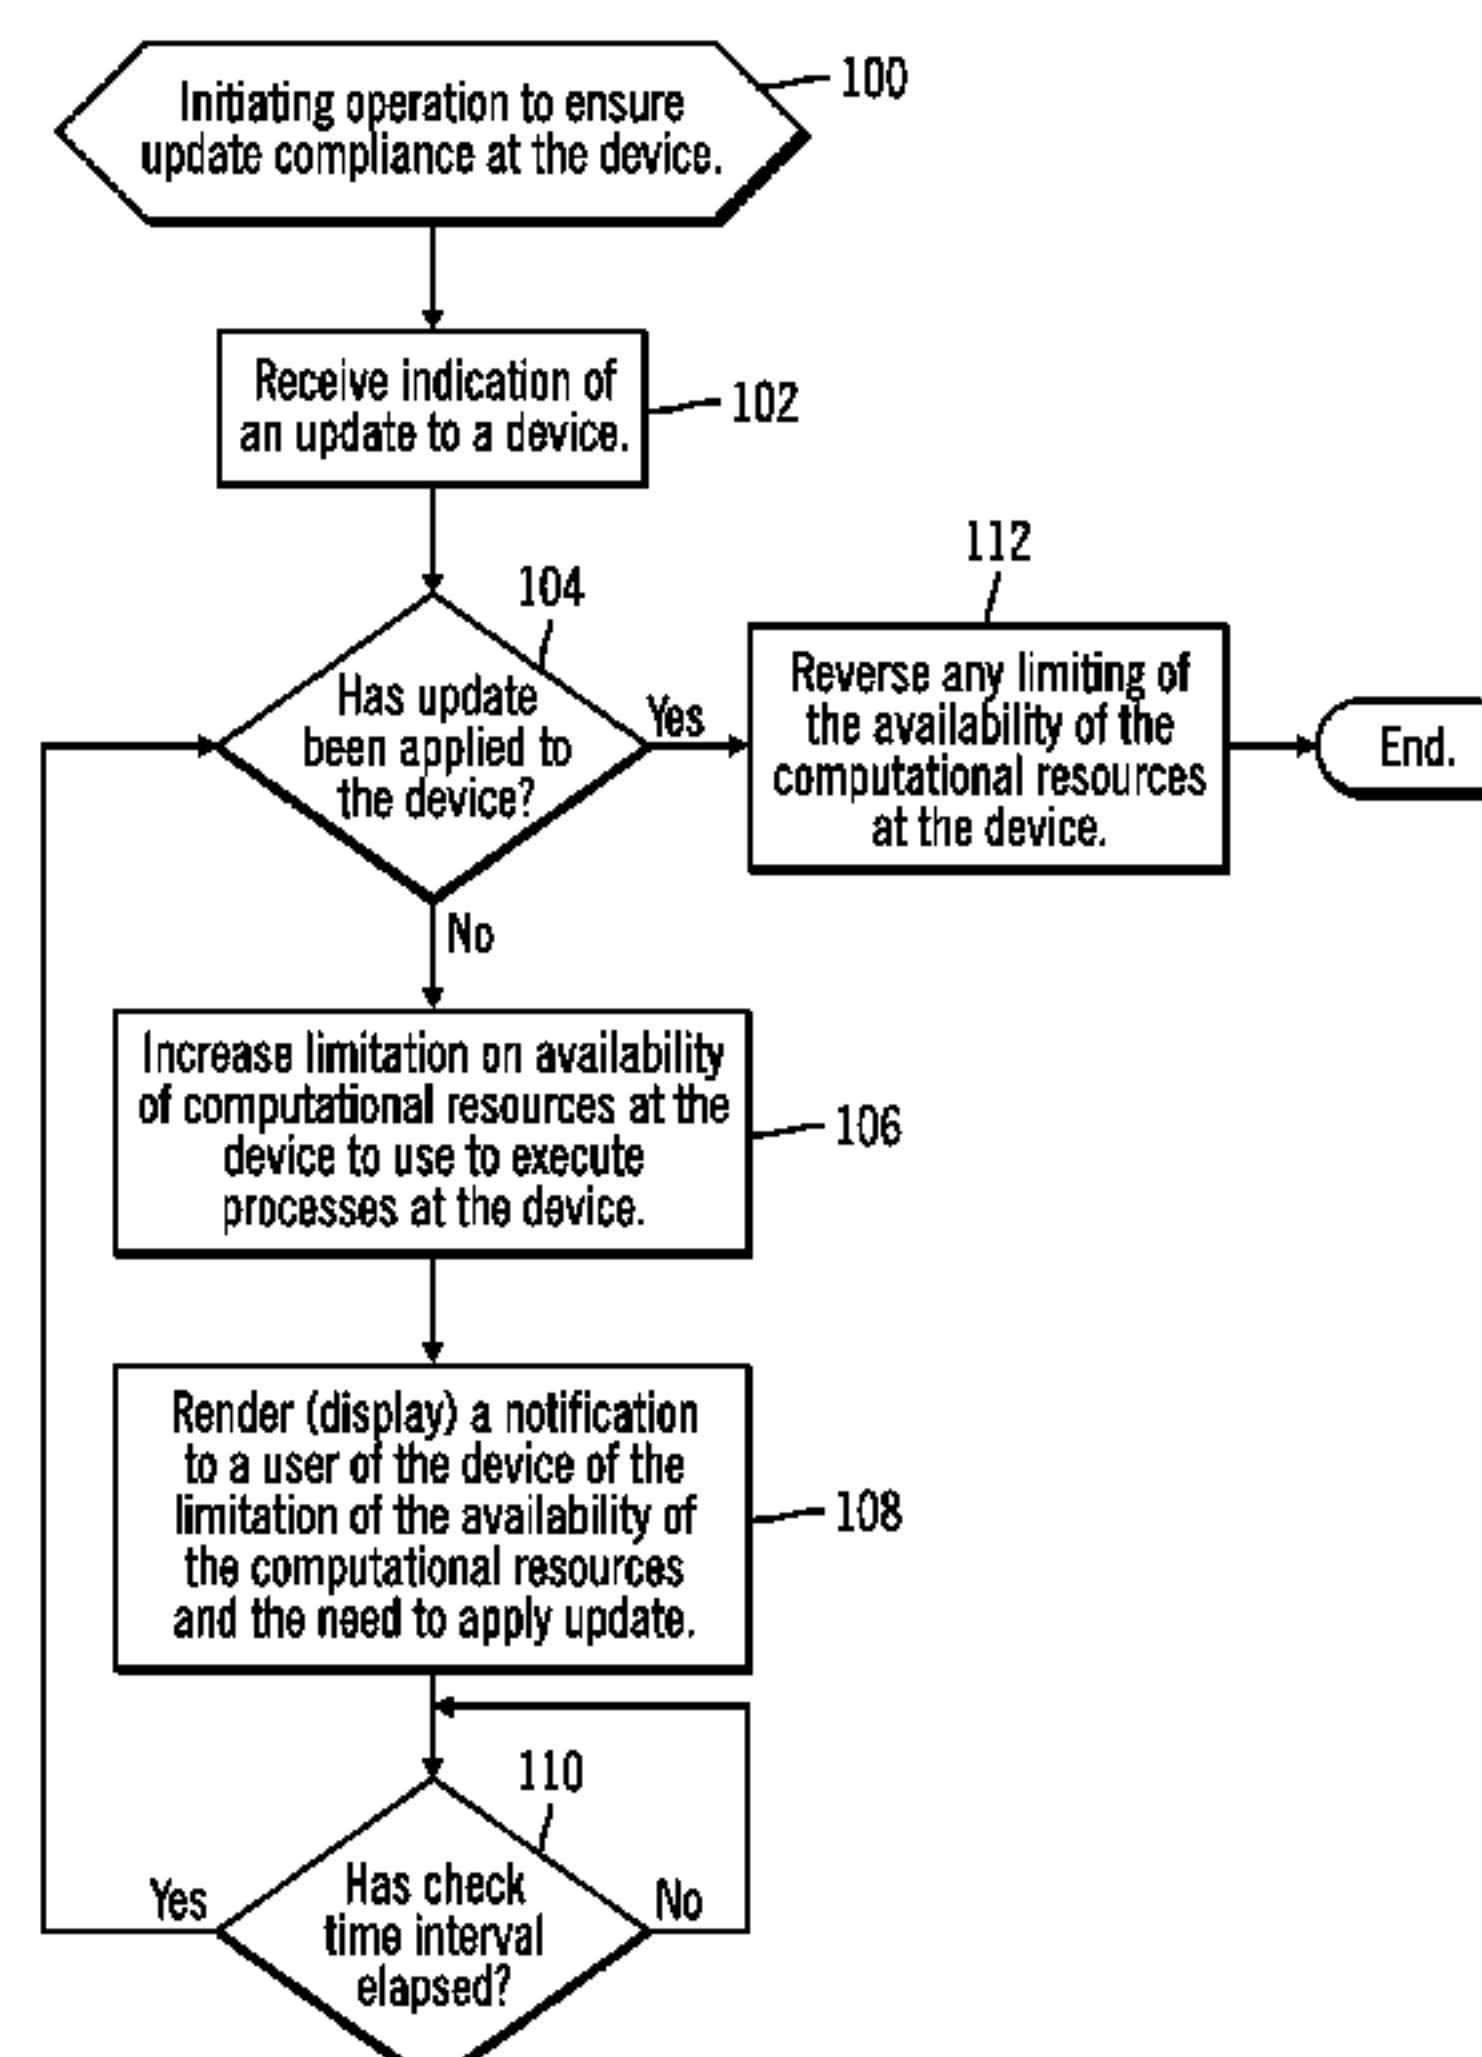 Initiating operation to ensure
update compliance at the device.
100
Receive indication of
an update to a device.
102
104
Has update
been applied to
the device?
Yes
No
112
Reverse any limiting of
the availability of the
computational resources
at the device.
End.
Increase limitation on availability
of computational resources at the
device to use to execute
processes at the device.
106
Render (display) a notification
to a user of the device of the
limitation of the availability of
the computational resources
and the need to apply update.
108
110
Has check
time interval
elapsed?
Yes
No